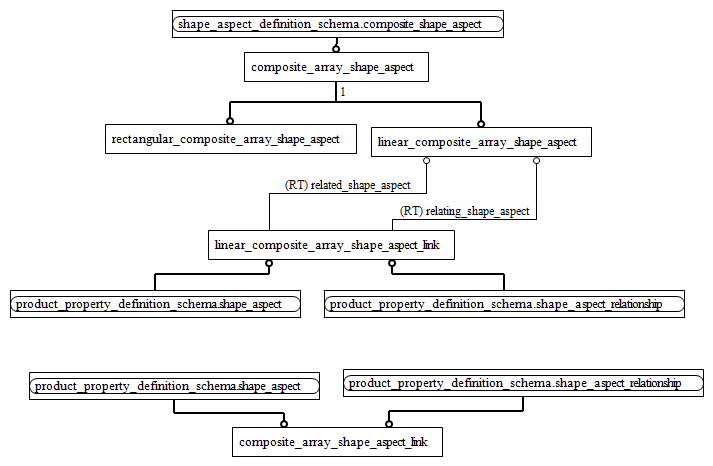 shape_aspect_definition_schema.composite_shape_aspect
composite_array_shape_aspect
1
rectangular_composite_array_shape_aspect
linear_composite_array_shape_aspect
(RT) related_shape_aspect
(RT) relating_shape_aspect
linear_composite_array_shape_aspect_link
product_property_definition_schema.shape_aspect
product_property_definition_schema.shape_aspect_relationship
product_property_definition_schema.shape_aspect
product_property_definition_schema.shape_aspect_relationship
composite_array_shape_aspect_link